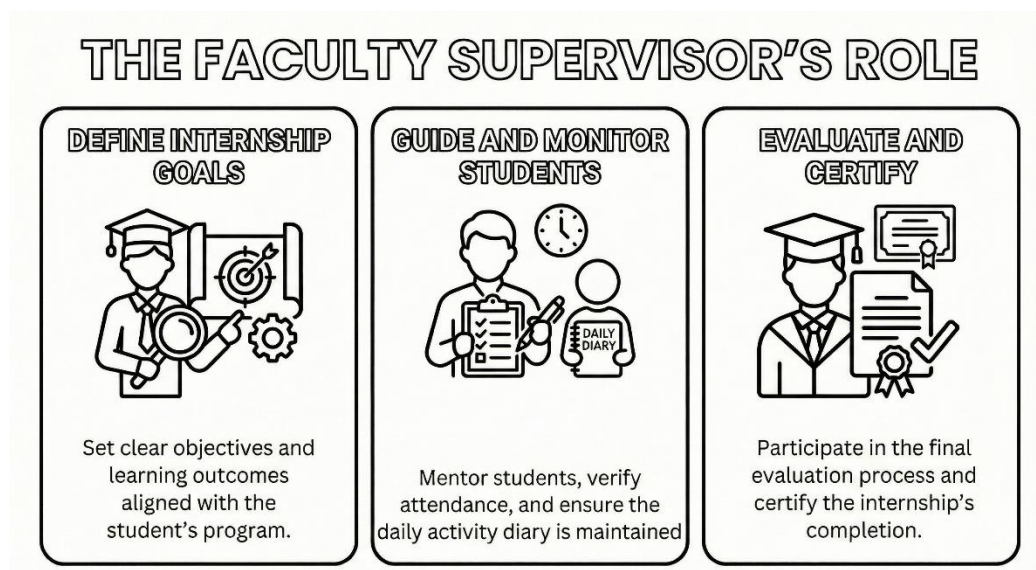 THE FACULTY SUPERVISOR'S ROLE
DEFINE INTERNSHIP
GOALS
Set clear objectives and
learning outcomes
aligned with the
student's program.
GUIDE AND MONITOR
STUDENTS
DAILY
DIARY
Mentor students, verify
attendance, and ensure the
daily activity diary is maintained
EVALUATE AND
CERTIFY
Participate in the final
evaluation process and
certify the internship's
completion.